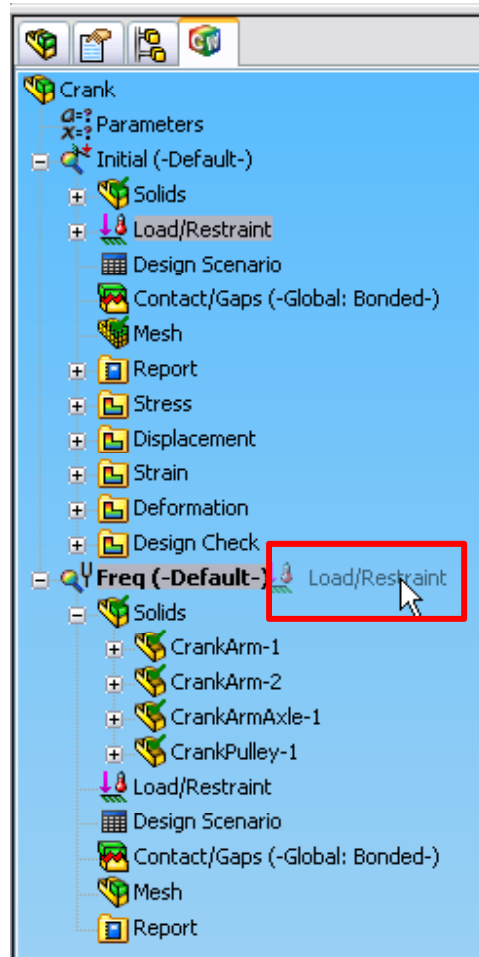 Crank
a=?
x=? Parameters
Initial (-Default-)
Solids
Load/Restraint
Design Scenario
Contact/Gaps (-Global: Bonded-)
Mesh
Report
Stress
Displacement
Strain
Deformation
Design Check
Freq (-Default-) Load/Restraint
Solids
CrankArm-1
CrankArm-2
CrankArmAxle-1
CrankPulley-1
Load/Restraint
Design Scenario
Contact/Gaps (-Global: Bonded-)
Mesh
Report